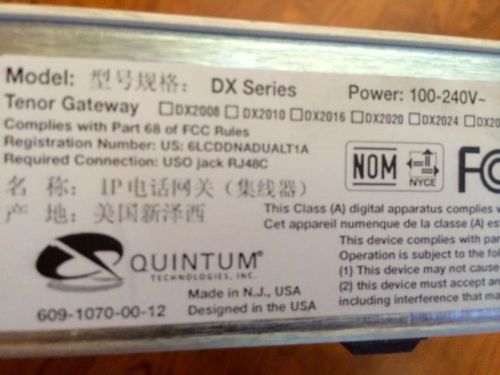 Model: 型号规格: DX Series Power: 100-240V~
Tenor Gateway □DX2008 □DX2010 □DX2016 □DX2020 □DX2024
Complies with Part 68 of FCC Rules
Registration Number: US: 6LCDDNADUALT1A
Required Connection: USO jack RJ48C
NOM NYCE FC
名 称: IP电话网关(集线器)
产 地: 美国新泽西
This Class (A) digital apparatus complies
Cet appareil numenque de la classe (A)
This device complies with
Operation is subject to the
(1) This device may not cause
(2) this device must accept
including interference
QUINTUM®
TECHNOLOGIES, INC.
Made in N.J., USA
Designed in the USA
609-1070-00-12